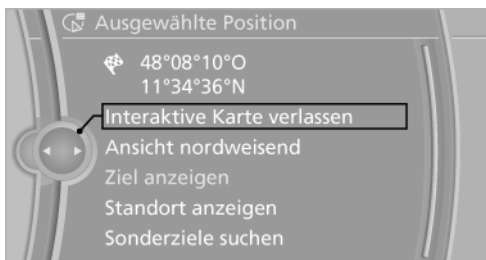 Ausgewählte Position
48°08'10"O
11°34'36"N
Interaktive Karte verlassen
Ansicht nordweisend
Ziel anzeigen
Standort anzeigen
Sonderziele suchen